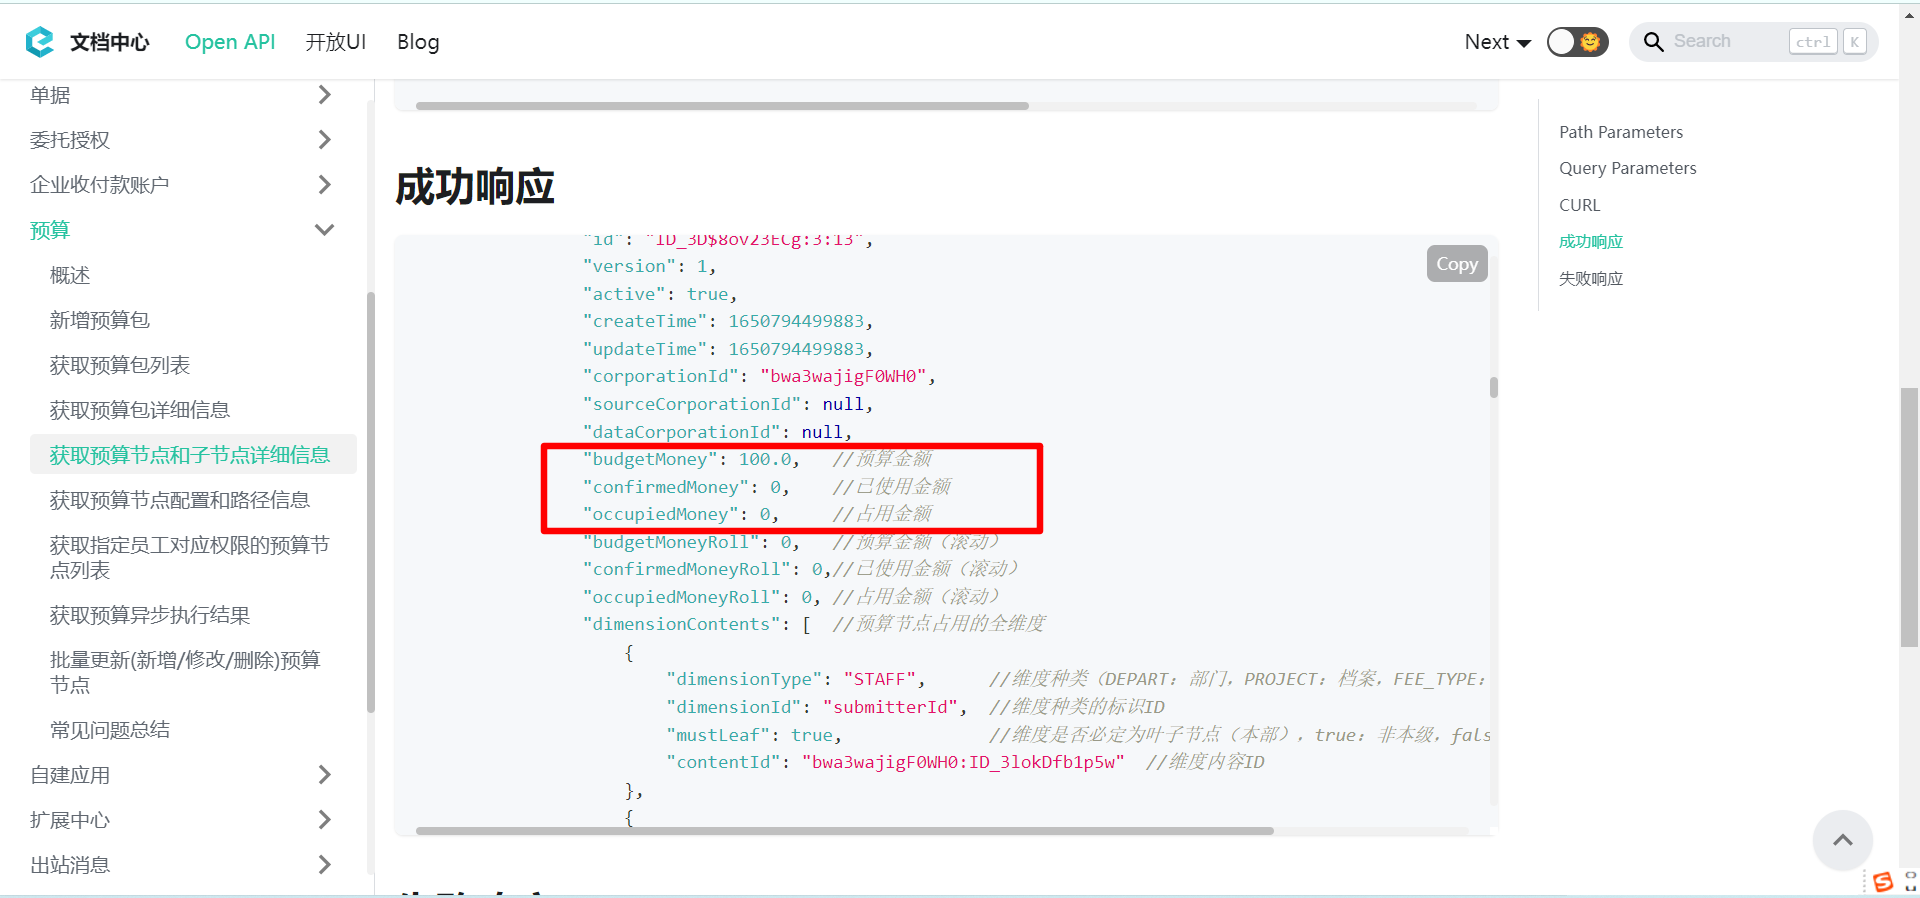 文档中心
Open API
开放UI
Blog
Next
Search
ctrl
K
单据
委托授权
企业收付款账户
预算
概述
新增预算包
获取预算包列表
获取预算包详细信息
获取预算节点和子节点详细信息
获取预算节点配置和路径信息
获取指定员工对应权限的预算节
点列表
获取预算异步执行结果
批量更新(新增/修改/删除)预算
节点
常见问题总结
自建应用
扩展中心
出站消息
成功响应
"id": "ID_3D$8ov23ECg:3:13",
Copy
"version": 1,
"active": true,
"createTime": 1650794499883,
"updateTime": 1650794499883,
"corporationId": "bwa3wajigF0WH0",
"sourceCorporationId": null,
"dataCorporationId": null,
"budgetMoney": 100.0, //预算金额
"confirmedMoney": 0, //已使用金额
"occupiedMoney": 0, //占用金额
"budgetMoneyRoll": 0, //预算金额（滚动）
"confirmedMoneyRoll": 0,//已使用金额（滚动）
"occupiedMoneyRoll": 0, //占用金额（滚动）
"dimensionContents": [ //预算节点占用的全维度
{
"dimensionType": "STAFF", //维度种类（DEPART：部门，PROJECT：档案，FEE_TYPE：
"dimensionId": "submitterId", //维度种类的标识ID
"mustLeaf": true, //维度是否必定为叶子节点（本部），true：非本级，fals
"contentId": "bwa3wajigF0WH0:ID_3lokDfb1p5w" //维度内容ID
},
{
Path Parameters
Query Parameters
CURL
成功响应
失败响应